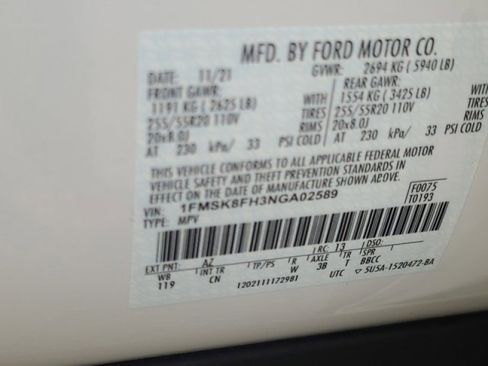 MFD. BY FORD MOTOR CO.
DATE: 11/21 GVWR: 2694 KG ( 5940 LB)
FRONT GAWR: REAR GAWR:
1191 KG ( 2625 LB) WITH 1554 KG ( 3425 LB) WITH
255/55R20 110V TIRES 255/55R20 110V TIRES
20x8.0J RIMS 20x8.0J RIMS
AT 230 kPa/ 33 PSI COLD AT 230 kPa/ 33 PSI COLD
THIS VEHICLE CONFORMS TO ALL APPLICABLE FEDERAL MOTOR
VEHICLE SAFETY AND THEFT PREVENTION STANDARDS IN EFFECT ON
THE DATE OF MANUFACTURE SHOWN ABOVE.
VIN: 1FMSK8FH3NGA02589 F0075
TYPE: MPV T0193
EXT PNT: AZ RC: 13 DSO:
WB INT TR TP/PS R AXLE TR SPR
119 CN W 3B T BBCC
1202111172981 UTC 5USA-1520472-BA